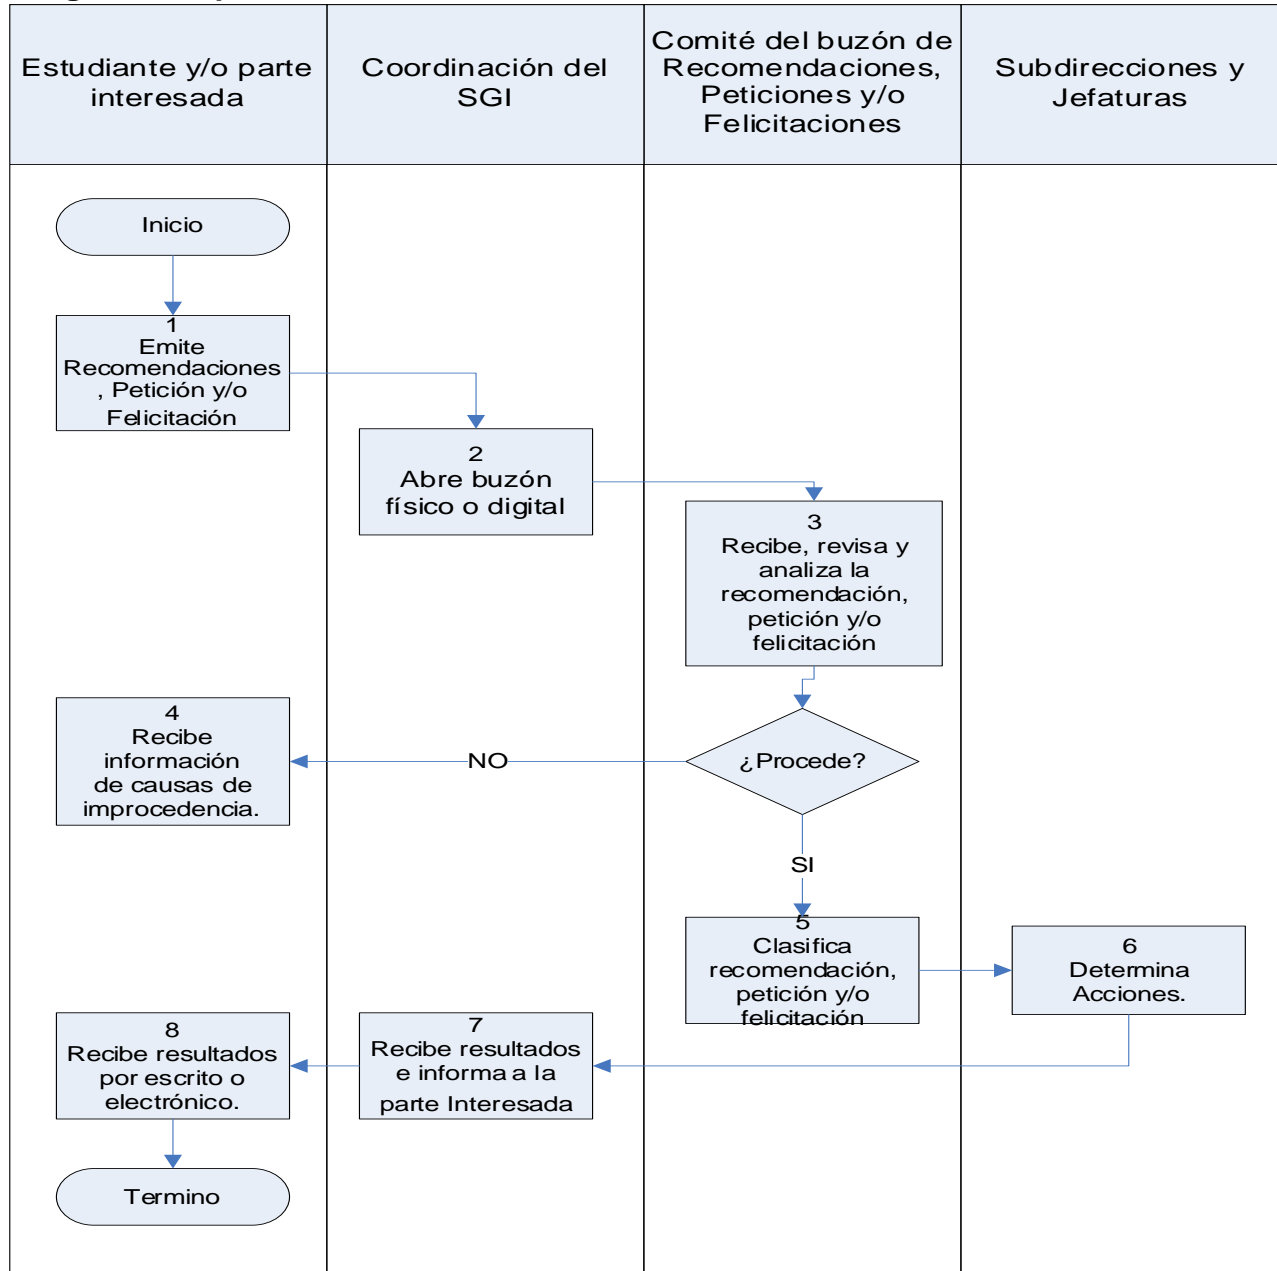 Estudiante y/o parte
interesada
Coordinación del
SGI
Comité del buzón de
Recomendaciones,
Peticiones y/o
Felicitaciones
Subdirecciones y
Jefaturas
Inicio
1
Emite
Recomendaciones
, Petición y/o
Felicitación
2
Abre buzón
físico o digital
3
Recibe, revisa y
analiza la
recomendación,
petición y/o
felicitación
4
Recibe
información
de causas de
improcedencia.
NO
¿Procede?
SI
5
Clasifica
recomendación,
petición y/o
felicitación
6
Determina
Acciones.
7
Recibe resultados
e informa a la
parte Interesada
8
Recibe resultados
por escrito o
electrónico.
Termino